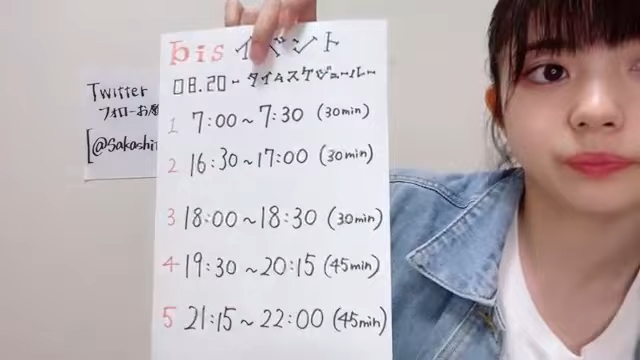 bis イベント
08.20- タイムスケジュール-
1 7:00~7:30 (30min)
2 16:30~17:00 (30min)
3 18:00~18:30 (30min)
4 19:30~20:15 (45min)
5 21:15~22:00 (45min)
Twitter
フォローお願
[@Sakashi